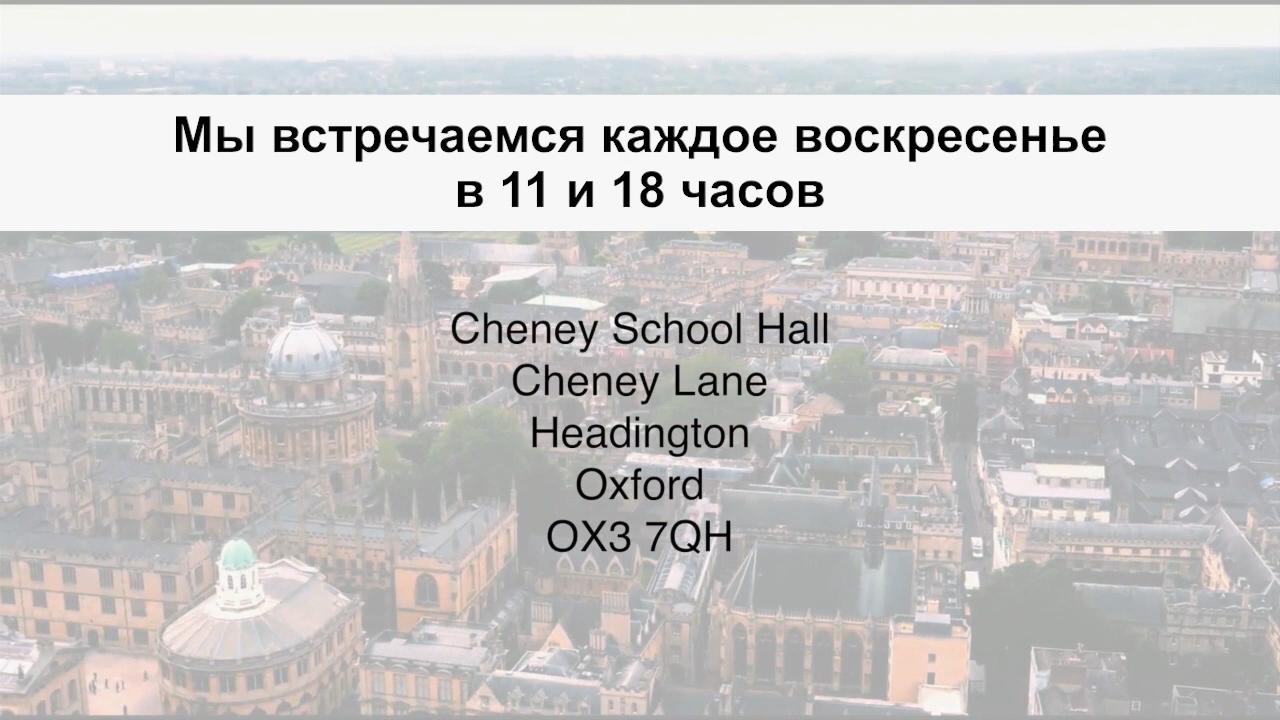 Мы встречаемся каждое воскресенье
в 11 и 18 часов
Cheney School Hall
Cheney Lane
Headington
Oxford
OX3 7QH